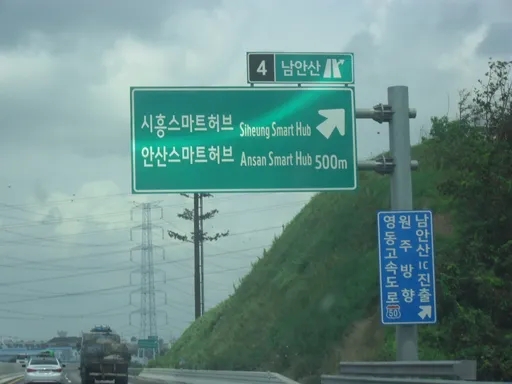 4 남안산
시흥스마트허브 Siheung Smart Hub
안산스마트허브 Ansan Smart Hub 500m
남안산IC진출
원주방향
영동고속도로 50